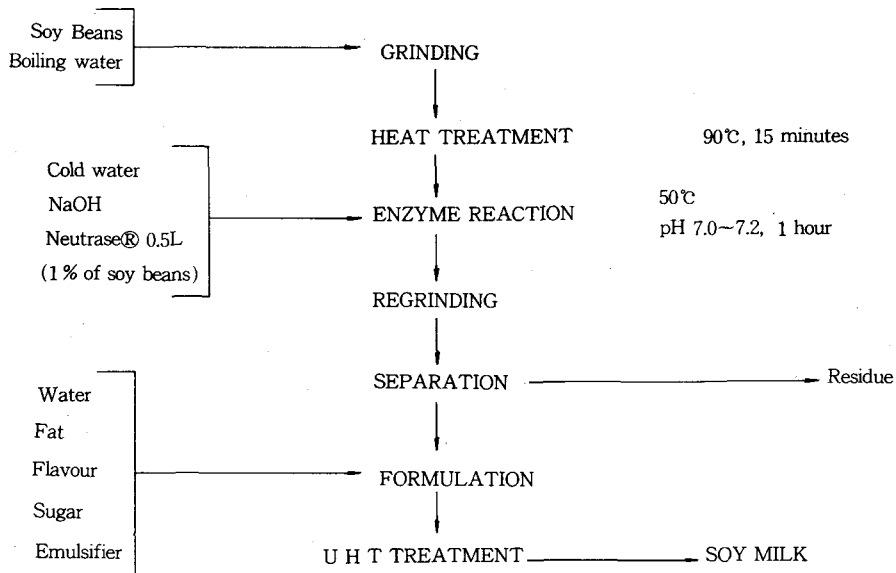 Soy Beans
Boiling water
GRINDING
HEAT TREATMENT
90℃, 15 minutes
Cold water
NaOH
Neutrase® 0.5L
(1% of soy beans)
ENZYME REACTION
50℃
pH 7.0~7.2, 1 hour
REGRINDING
SEPARATION
Residue
Water
Fat
Flavour
Sugar
Emulsifier
FORMULATION
U H T TREATMENT
SOY MILK